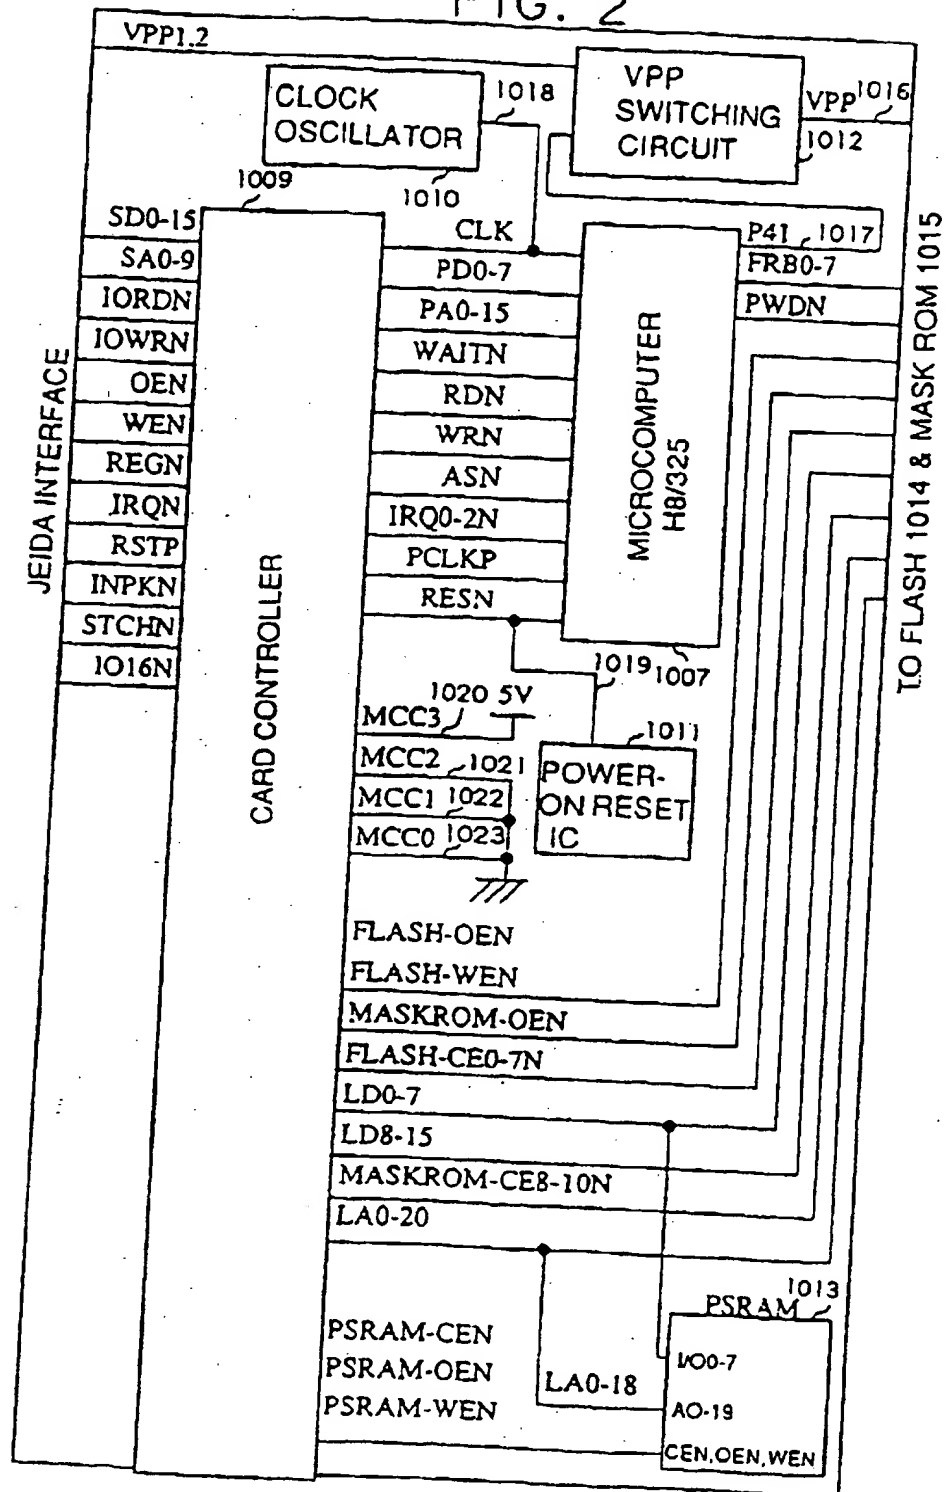 FIG. 2
VPP1.2
CLOCK
OSCILLATOR
1018
1010
VPP
SWITCHING
CIRCUIT
VPP 1016
1012
1009
SD0-15
SA0-9
IORDN
IOWRN
OEN
WEN
REGN
IRQN
RSTP
INPKN
STCHN
IO16N
JEIDA INTERFACE
CARD CONTROLLER
CLK
PD0-7
PA0-15
WAITN
RDN
WRN
ASN
IRQ0-2N
PCLKP
RESN
MICROCOMPUTER
H8/325
P41 1017
FRB0-7
PWDN
TO FLASH 1014 & MASK ROM 1015
1019 1007
1020 5V
MCC3
MCC2 1021
MCC1 1022
MCC0 1023
1011
POWER-
ON RESET
IC
FLASH-OEN
FLASH-WEN
MASKROM-OEN
FLASH-CE0-7N
LD0-7
LD8-15
MASKROM-CE8-10N
LA0-20
1013
PSRAM
PSRAM-CEN
PSRAM-OEN
PSRAM-WEN
LA0-18
I/O0-7
AO-19
CEN,OEN,WEN